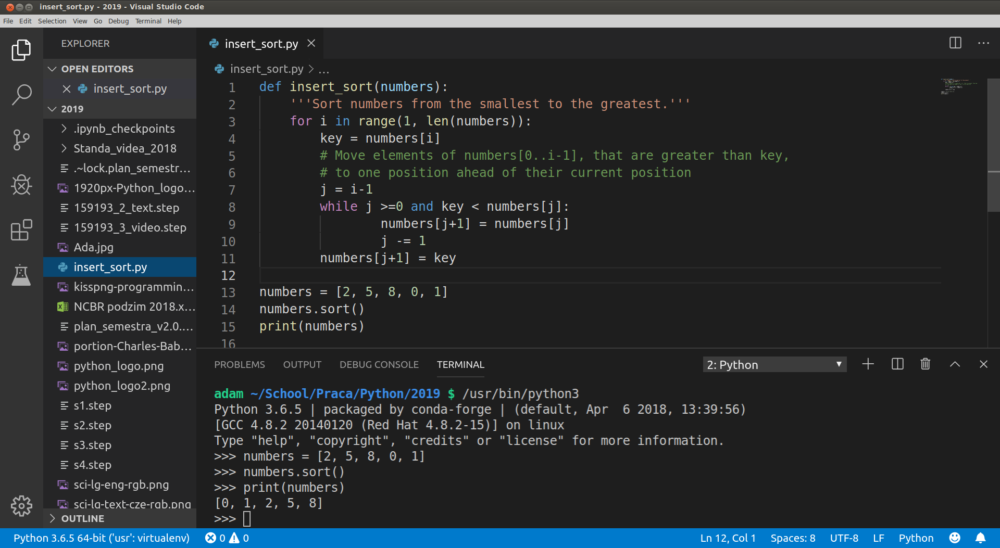 insert_sort.py - 2019 - Visual Studio Code
File Edit Selection View Go Debug Terminal Help
EXPLORER
OPEN EDITORS
insert_sort.py
2019
.ipynb_checkpoints
Standa_videa_2018
.~lock.plan_semestr...
1920px-Python_logo...
159193_2_text.step
159193_3_video.step
Ada.jpg
insert_sort.py
kisspng-programmin...
NCBR podzim 2018.x...
plan_semestra_v2.0....
portion-Charles-Bab...
python_logo.png
python_logo2.png
s1.step
s2.step
s3.step
s4.step
sci-lg-eng-rgb.png
sci-lg-text-cze-rgb.png
OUTLINE
insert_sort.py
insert_sort.py > ...
1 def insert_sort(numbers):
2     '''Sort numbers from the smallest to the greatest.'''
3     for i in range(1, len(numbers)):
4         key = numbers[i]
5         # Move elements of numbers[0..i-1], that are greater than key,
6         # to one position ahead of their current position
7         j = i-1
8         while j >=0 and key < numbers[j]:
9                 numbers[j+1] = numbers[j]
10                 j -= 1
11         numbers[j+1] = key
12
13 numbers = [2, 5, 8, 0, 1]
14 numbers.sort()
15 print(numbers)
16
PROBLEMS OUTPUT DEBUG CONSOLE TERMINAL 2: Python
adam ~/School/Praca/Python/2019 $ /usr/bin/python3
Python 3.6.5 | packaged by conda-forge | (default, Apr  6 2018, 13:39:56)
[GCC 4.8.2 20140120 (Red Hat 4.8.2-15)] on linux
Type "help", "copyright", "credits" or "license" for more information.
>>> numbers = [2, 5, 8, 0, 1]
>>> numbers.sort()
>>> print(numbers)
[0, 1, 2, 5, 8]
>>>
Python 3.6.5 64-bit ('usr': virtualenv) 0 0 Ln 12, Col 1 Spaces: 8 UTF-8 LF Python